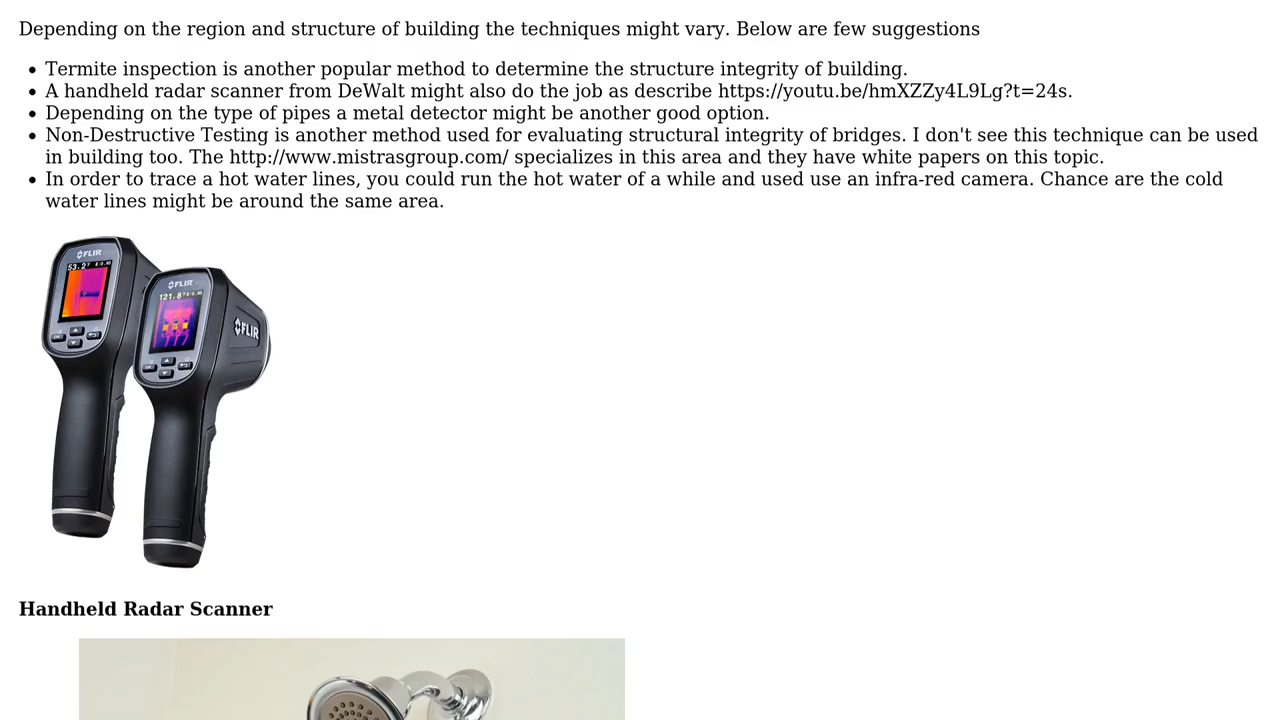 Depending on the region and structure of building the techniques might vary. Below are few suggestions
Termite inspection is another popular method to determine the structure integrity of building.
A handheld radar scanner from DeWalt might also do the job as describe https://youtu.be/hmXZZy4L9Lg?t=24s.
Depending on the type of pipes a metal detector might be another good option.
Non-Destructive Testing is another method used for evaluating structural integrity of bridges. I don't see this technique can be used
in building too. The http://www.mistrasgroup.com/ specializes in this area and they have white papers on this topic.
In order to trace a hot water lines, you could run the hot water of a while and used use an infra-red camera. Chance are the cold
water lines might be around the same area.
FLIR
53.2
FLIR
121.8
FLIR
Handheld Radar Scanner